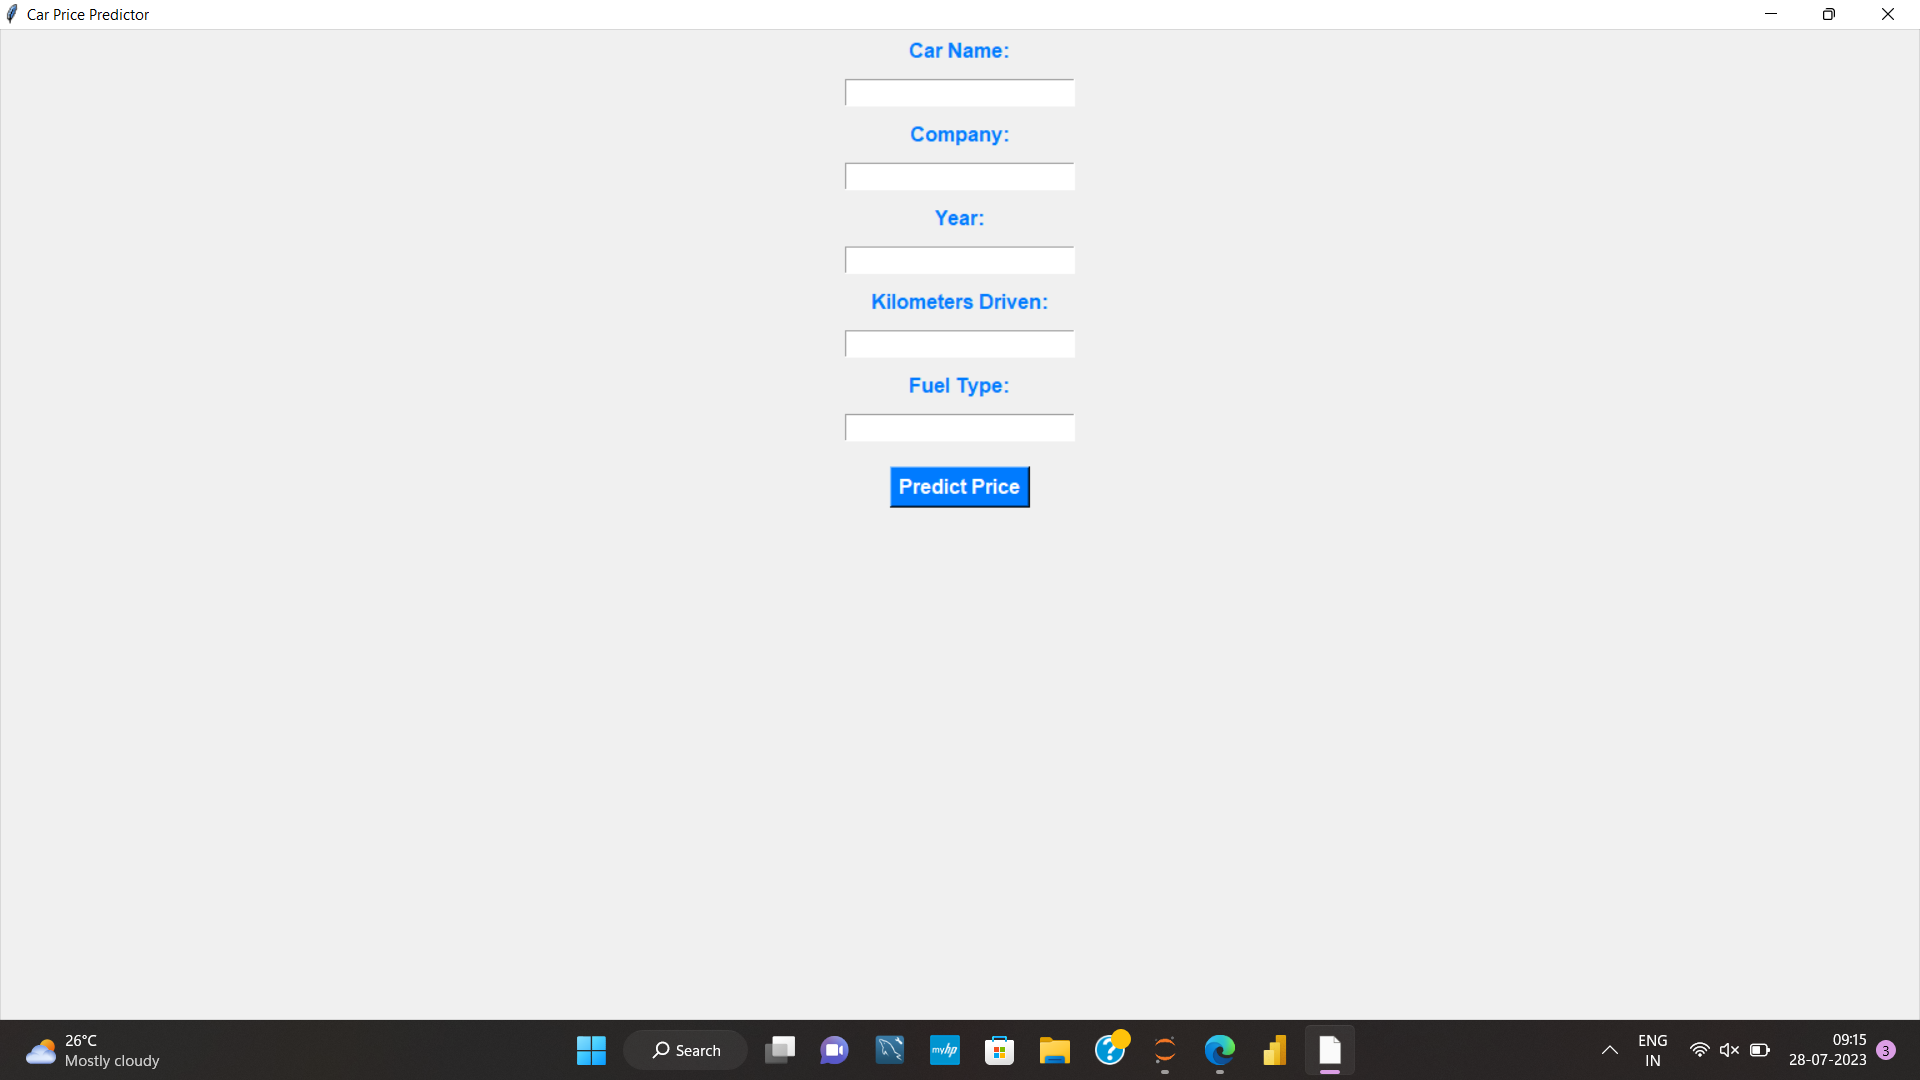 Car Price Predictor
Car Name:
Company:
Year:
Kilometers Driven:
Fuel Type:
Predict Price
26°C
Mostly cloudy
Search
myhp
?
ENG
IN
09:15
28-07-2023
3